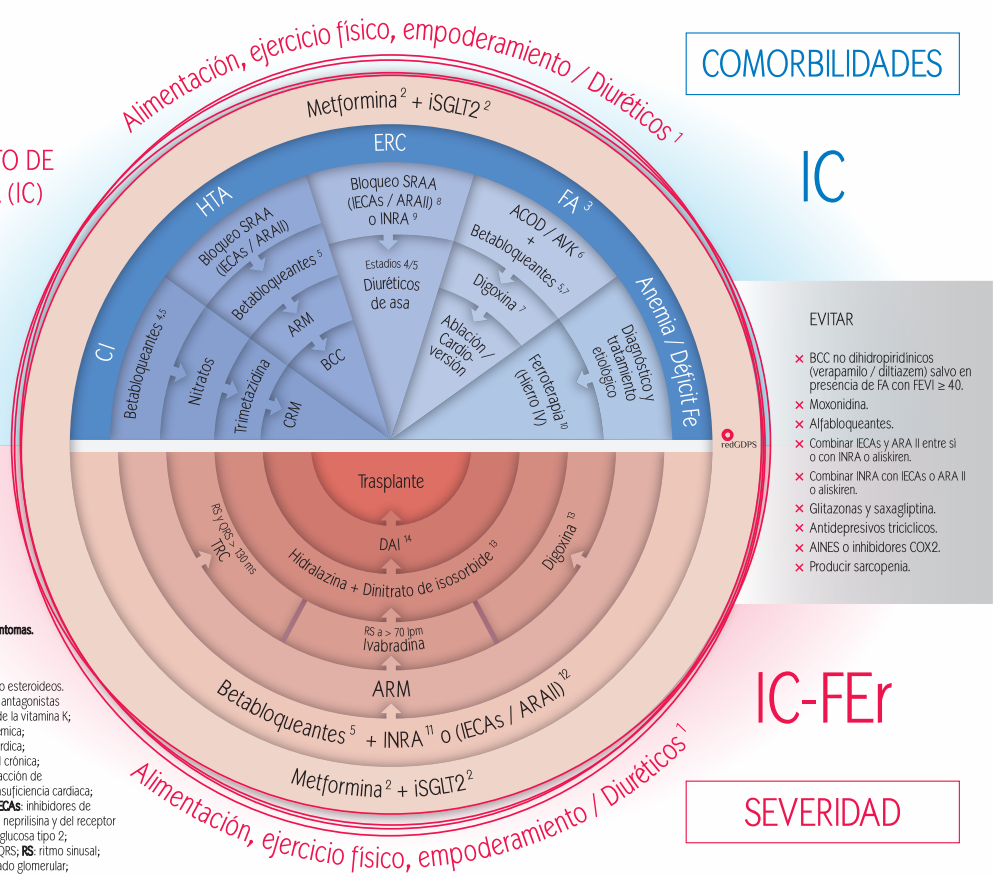 Alimentación, ejercicio físico, empoderamiento / Diuréticos 1
COMORBILIDADES
IC
TO DE
(IC)
Metformina 2 + iSGLT2 2
ERC
HTA
FA 3
CI
Anemia / Déficit Fe
Bloqueo SRAA
(IECAs / ARAII) 8
o INRA 9
Estadios 4/5
Diuréticos
de asa
Bloqueo SRAA
(IECAs / ARAII)
Betabloqueantes 5
ARM
BCC
Betabloqueantes 4,5
Nitratos
Trimetazidina
CRM
ACOD / AVK 6
+
Betabloqueantes 5,7
Digoxina 7
Ablación /
Cardio-
versión
Diagnóstico y
tratamiento
etiológico
Ferroterapia 10
(Hierro IV)
redGDPS
EVITAR
× BCC no dihidropiridínicos
(verapamilo / diltiazem) salvo en
presencia de FA con FEVI ≥ 40.
× Moxonidina.
× Alfabloqueantes.
× Combinar IECAs y ARA II entre sí
o con INRA o aliskiren.
× Combinar INRA con IECAs o ARA II
o aliskiren.
× Glitazonas y saxagliptina.
× Antidepresivos tricíclicos.
× AINES o inhibidores COX2.
× Producir sarcopenia.
Trasplante
DAI 14
Hidralazina + Dinitrato de isosorbide 13
RS y QRS > 130 ms
TRC
RS a > 70 lpm
Ivabradina
Digoxina 13
ARM
Betabloqueantes 5 + INRA 11 o (IECAs / ARAII) 12
Metformina 2 + iSGLT2 2
Alimentación, ejercicio físico, empoderamiento / Diuréticos 1
IC-FEr
SEVERIDAD
ntomas.
o esteroideos.
antagonistas
de la vitamina K;
émica;
rdica;
l crónica;
acción de
nsuficiencia cardiaca;
ECAs: inhibidores de
neprilisina y del receptor
glucosa tipo 2;
QRS; RS: ritmo sinusal;
ado glomerular;